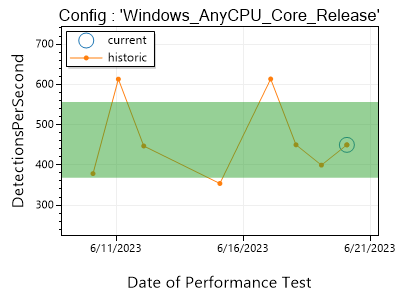 Config : 'Windows_AnyCPU_Core_Release'
current
historic
DetectionsPerSecond
700
600
500
400
300
6/11/2023
6/16/2023
6/21/2023
Date of Performance Test